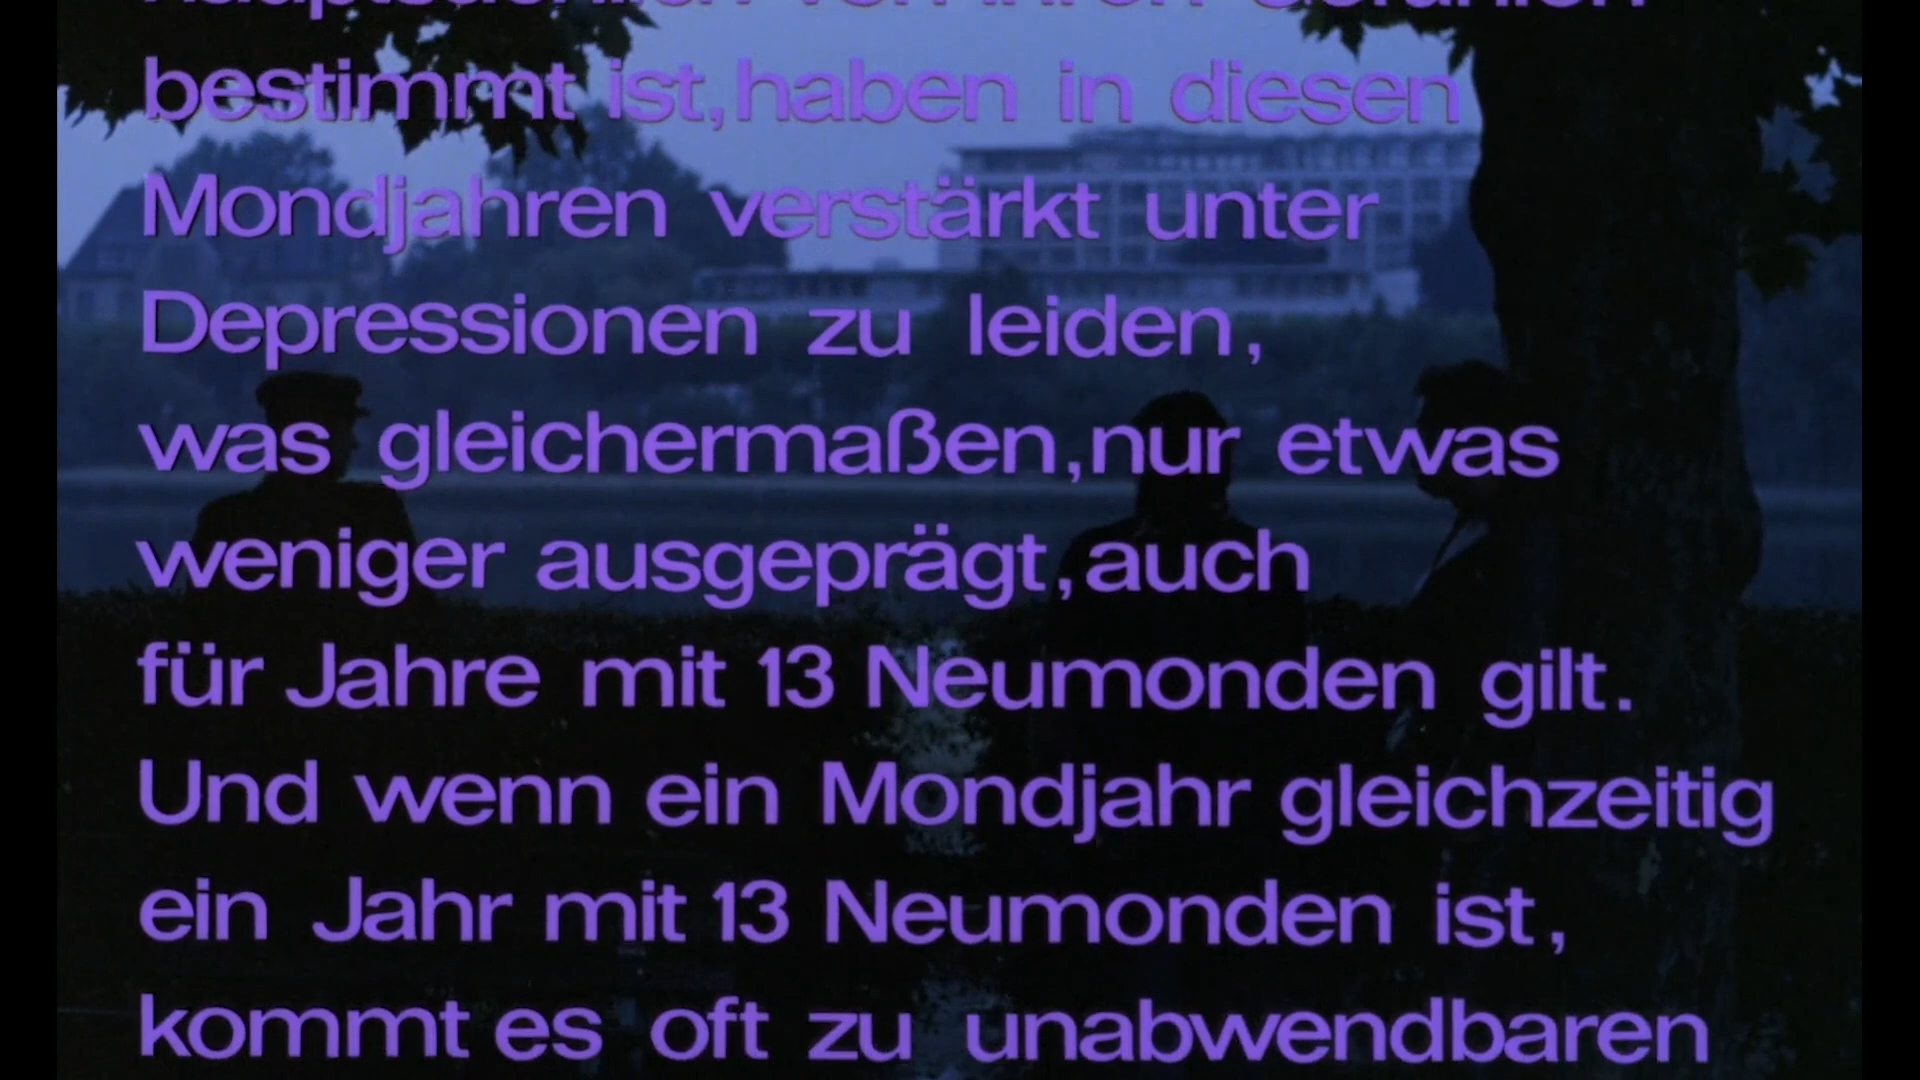 bestimmt ist, haben in diesen
Mondjahren verstärkt unter
Depressionen zu leiden,
was gleichermaßen, nur etwas
weniger ausgeprägt, auch
für Jahre mit 13 Neumonden gilt.
Und wenn ein Mondjahr gleichzeitig
ein Jahr mit 13 Neumonden ist,
kommt es oft zu unabwendbaren